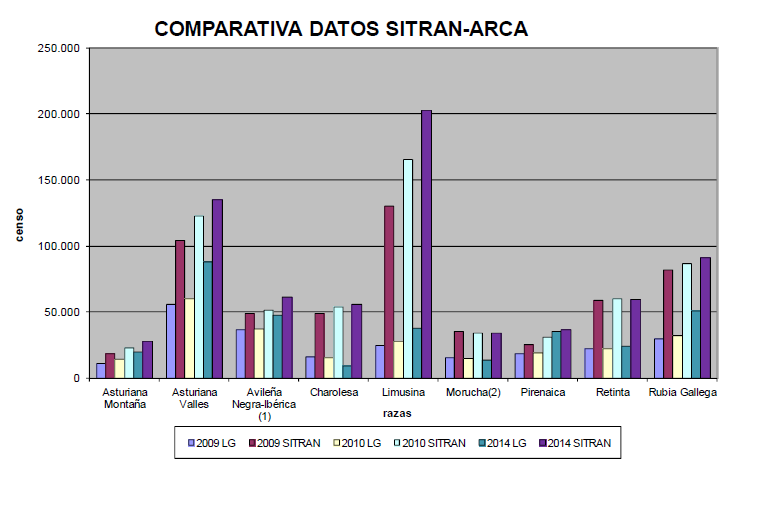 COMPARATIVA DATOS SITRAN-ARCA
250.000
200.000
150.000
100.000
50.000
0
censo
Asturiana
Montaña
Asturiana
Valles
Avileña
Negra-Ibérica
(1)
Charolesa
Limusina
Morucha(2)
Pirenaica
Retinta
Rubia Gallega
razas
2009 LG 2009 SITRAN 2010 LG 2010 SITRAN 2014 LG 2014 SITRAN